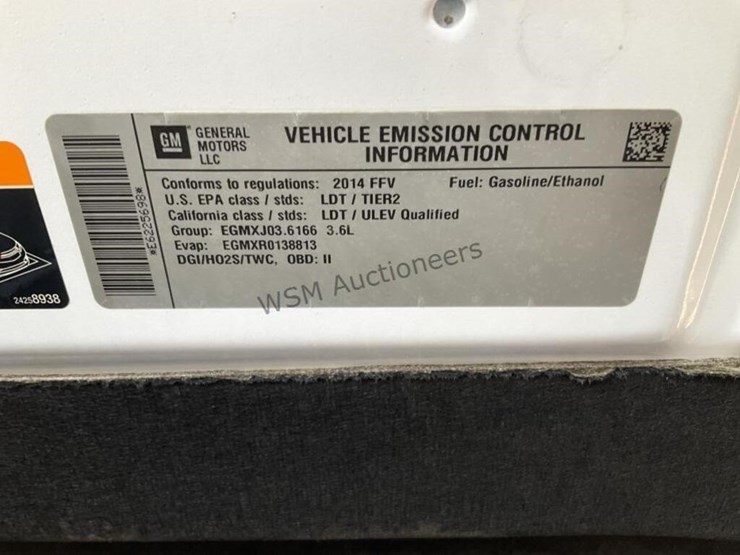 GM GENERAL MOTORS LLC
VEHICLE EMISSION CONTROL
INFORMATION
Conforms to regulations: 2014 FFV Fuel: Gasoline/Ethanol
U.S. EPA class / stds: LDT / TIER2
California class / stds: LDT / ULEV Qualified
Group: EGMXJ03.6166 3.6L
Evap: EGMXR0138813
DGI/HO2S/TWC, OBD: II
*E6225698*
24258938
WSM Auctioneers